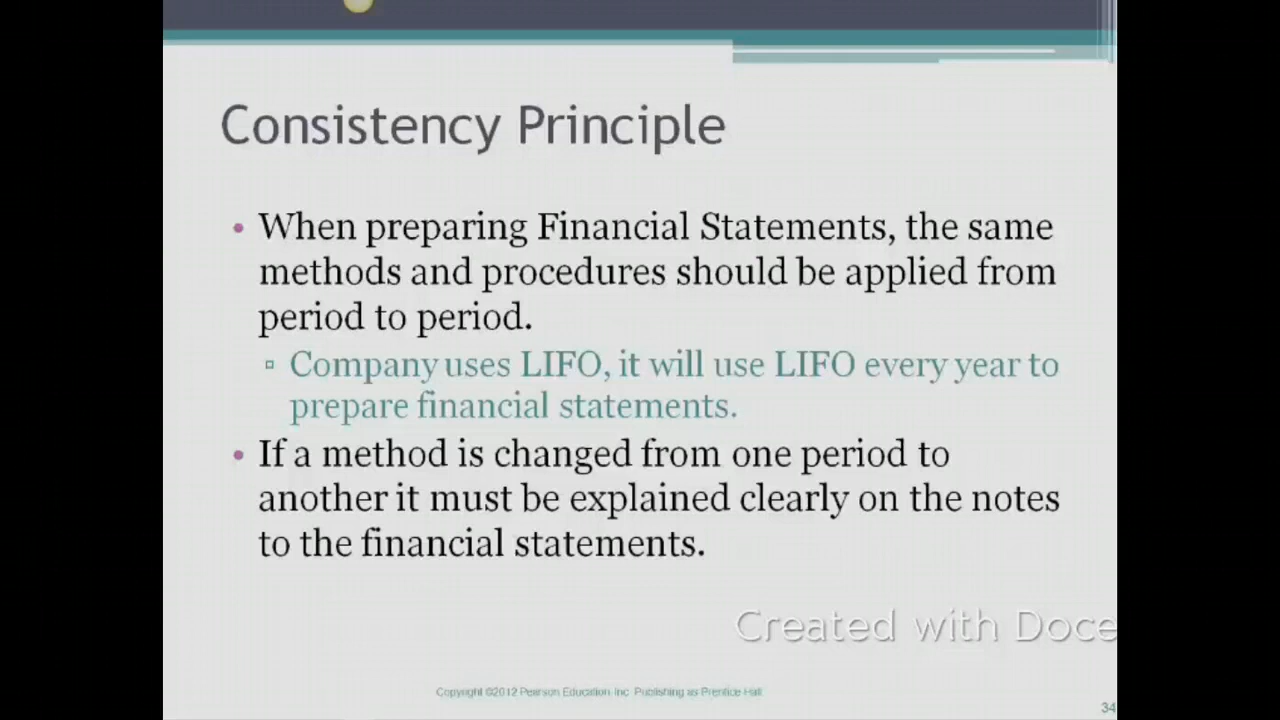 Consistency Principle
• When preparing Financial Statements, the same
methods and procedures should be applied from
period to period.
▫ Company uses LIFO, it will use LIFO every year to
prepare financial statements.
• If a method is changed from one period to
another it must be explained clearly on the notes
to the financial statements.
Created with Doce
Copyright ©2012 Pearson Education Inc. Publishing as Prentice Hall
34